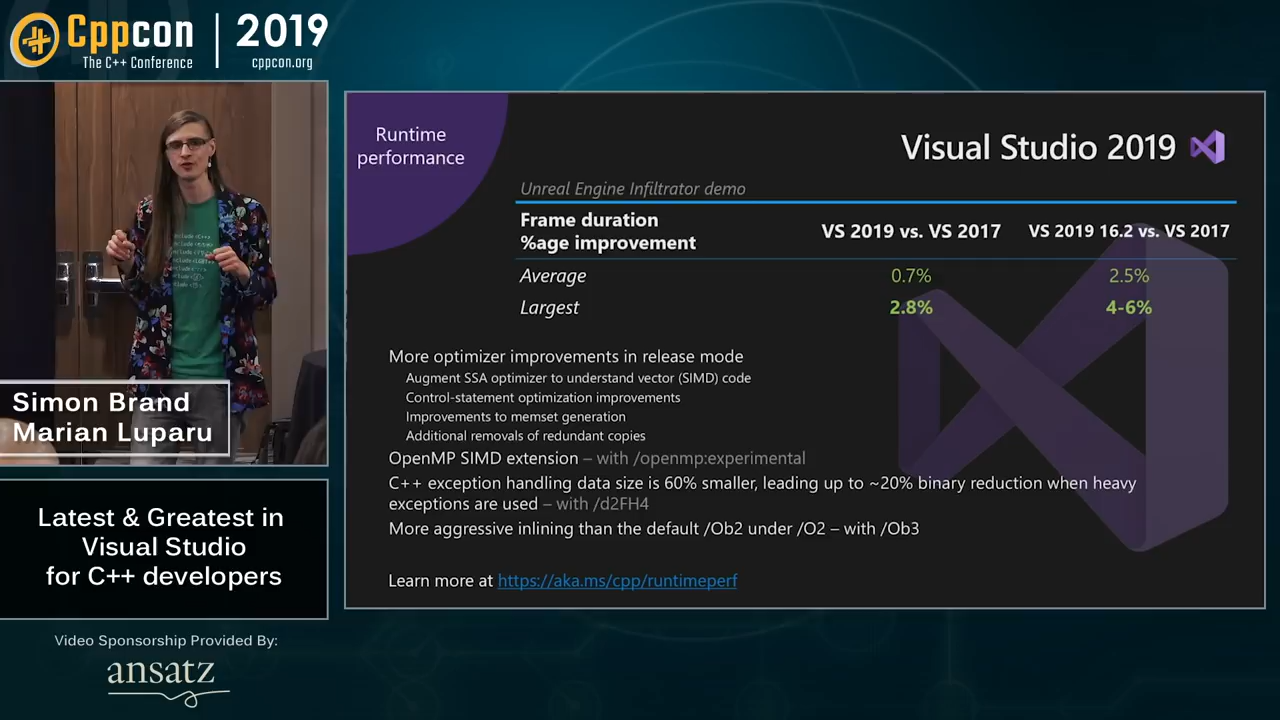 Cppcon
The C++ Conference
2019
cppcon.org
Simon Brand
Marian Luparu
Latest & Greatest in
Visual Studio
for C++ developers
Video Sponsorship Provided By:
ansatz
Runtime
performance
Visual Studio 2019
Unreal Engine Infiltrator demo
Frame duration
%age improvement
VS 2019 vs. VS 2017
VS 2019 16.2 vs. VS 2017
Average 0.7% 2.5%
Largest 2.8% 4-6%
More optimizer improvements in release mode
Augment SSA optimizer to understand vector (SIMD) code
Control-statement optimization improvements
Improvements to memset generation
Additional removals of redundant copies
OpenMP SIMD extension – with /openmp:experimental
C++ exception handling data size is 60% smaller, leading up to ~20% binary reduction when heavy
exceptions are used – with /d2FH4
More aggressive inlining than the default /Ob2 under /O2 – with /Ob3
Learn more at https://aka.ms/cpp/runtimeperf